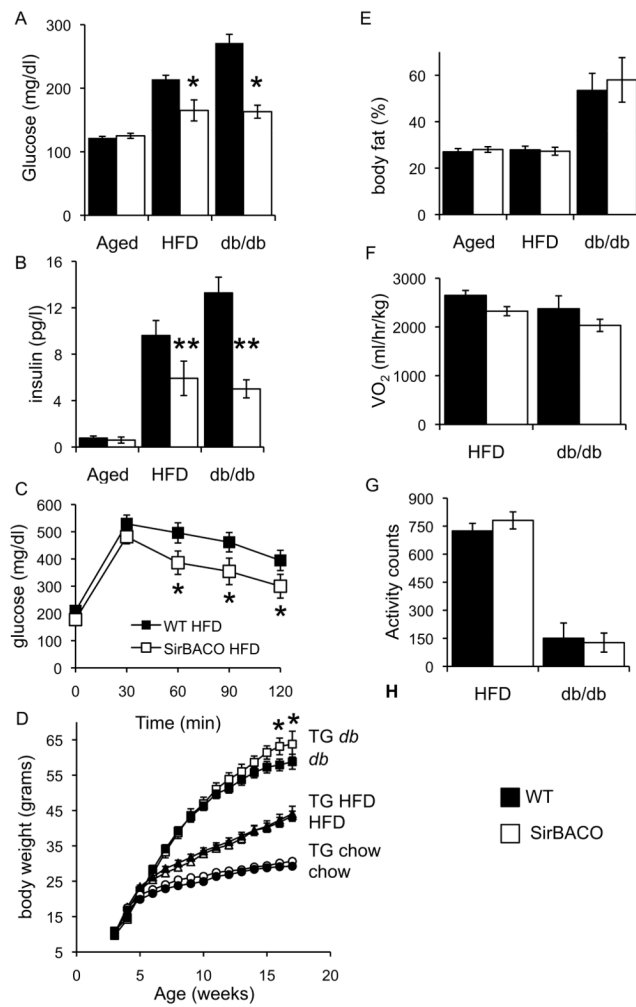 A
Glucose (mg/dl)
300
200
100
0
*
*
Aged HFD db/db
B
insulin (pg/l)
16
12
8
4
0
**
**
Aged HFD db/db
C
glucose (mg/dl)
600
500
400
300
200
100
0
*
*
*
WT HFD
SirBACO HFD
0 30 60 90 120
Time (min)
D
body weight (grams)
65
55
45
35
25
15
5
* *
TG db
db
TG HFD
HFD
TG chow
chow
0 5 10 15 20
Age (weeks)
E
body fat (%)
60
40
20
0
Aged HFD db/db
F
VO2 (ml/hr/kg)
3000
2000
1000
0
HFD db/db
G
Activity counts
900
750
600
450
300
150
0
HFD db/db
H
WT
SirBACO